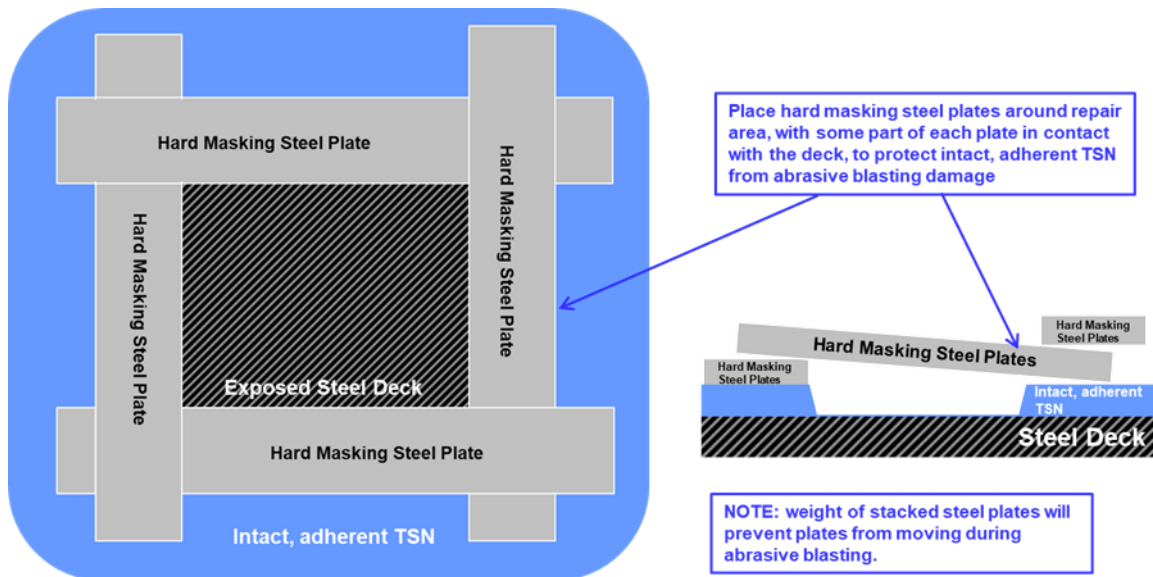 Hard Masking Steel Plate
Hard Masking Steel Plate
Hard Masking Steel Plate
Exposed Steel Deck
Hard Masking Steel Plate
Intact, adherent TSN
Place hard masking steel plates around repair
area, with some part of each plate in contact
with the deck, to protect intact, adherent TSN
from abrasive blasting damage
Hard Masking
Steel Plates
Hard Masking Steel Plates
Hard Masking
Steel Plates
Intact, adherent
TSN
Steel Deck
NOTE: weight of stacked steel plates will
prevent plates from moving during
abrasive blasting.